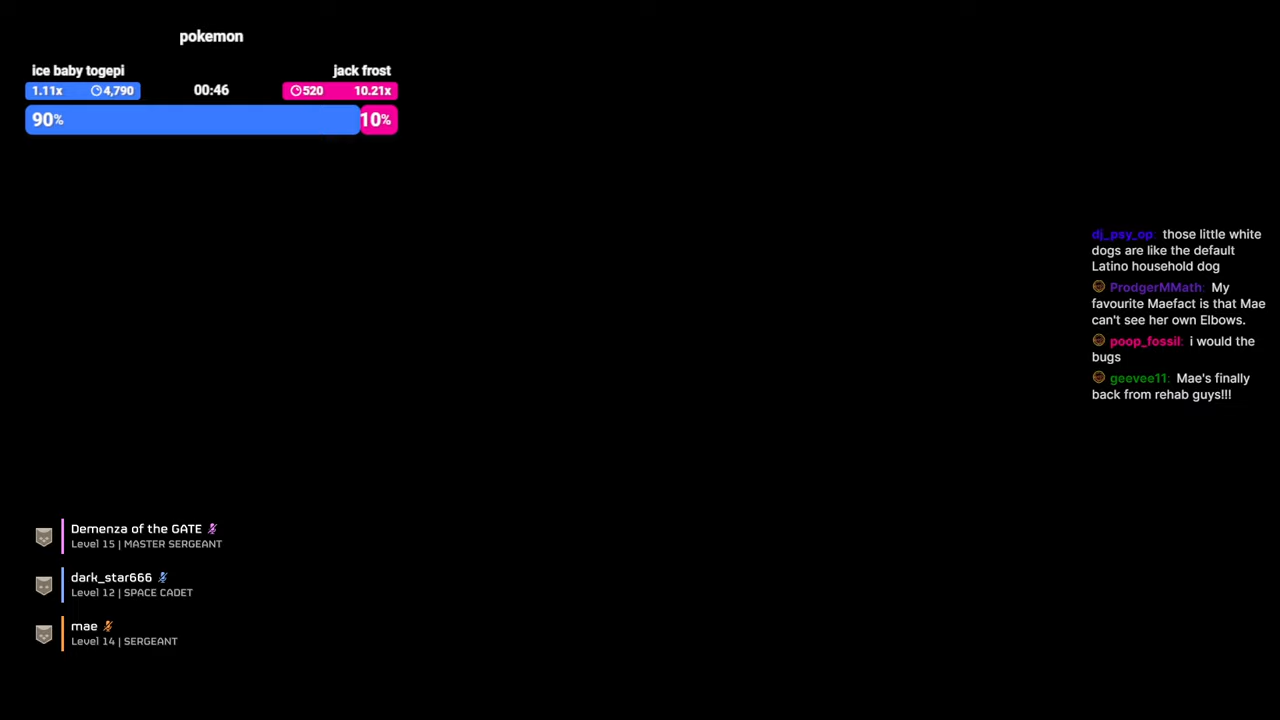 pokemon
ice baby togepi jack frost
1.11x 4,790 00:46 520 10.21x
90% 10%
dj_psy_op: those little white
dogs are like the default
Latino household dog
ProdgerMMath: My
favourite Maefact is that Mae
can't see her own Elbows.
poop_fossil: i would the
bugs
geevee11: Mae's finally
back from rehab guys!!!
Demenza of the GATE
Level 15 | MASTER SERGEANT
dark_star666
Level 12 | SPACE CADET
mae
Level 14 | SERGEANT